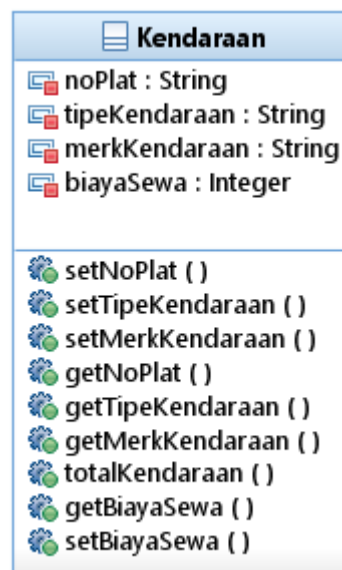 Kendaraan
noPlat : String
tipeKendaraan : String
merkKendaraan : String
biayaSewa : Integer
setNoPlat ( )
setTipeKendaraan ( )
setMerkKendaraan ( )
getNoPlat ( )
getTipeKendaraan ( )
getMerkKendaraan ( )
totalKendaraan ( )
getBiayaSewa ( )
setBiayaSewa ( )